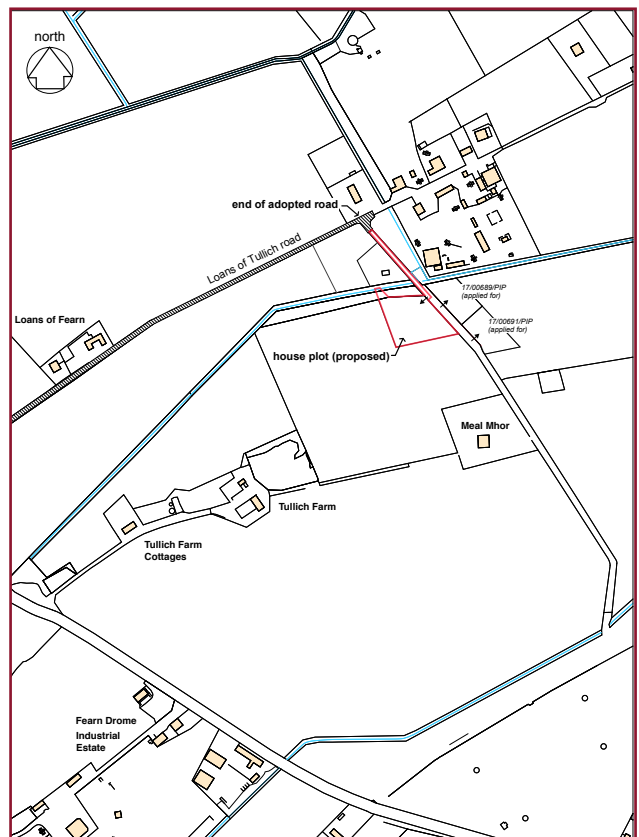 north
end of adopted road
Loans of Tullich road
17/00689/PIP
(applied for)
Loans of Fearn
17/00691/PIP
(applied for)
house plot (proposed)
Meal Mhor
Tullich Farm
Tullich Farm
Cottages
Fearn Drome
Industrial
Estate